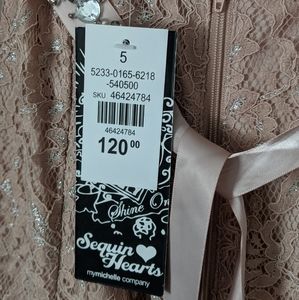 5
5233-0165-6218
-540500
SKU 46424784
46424784
120.00
Shine On
Sequin
Hearts
mymichelle company